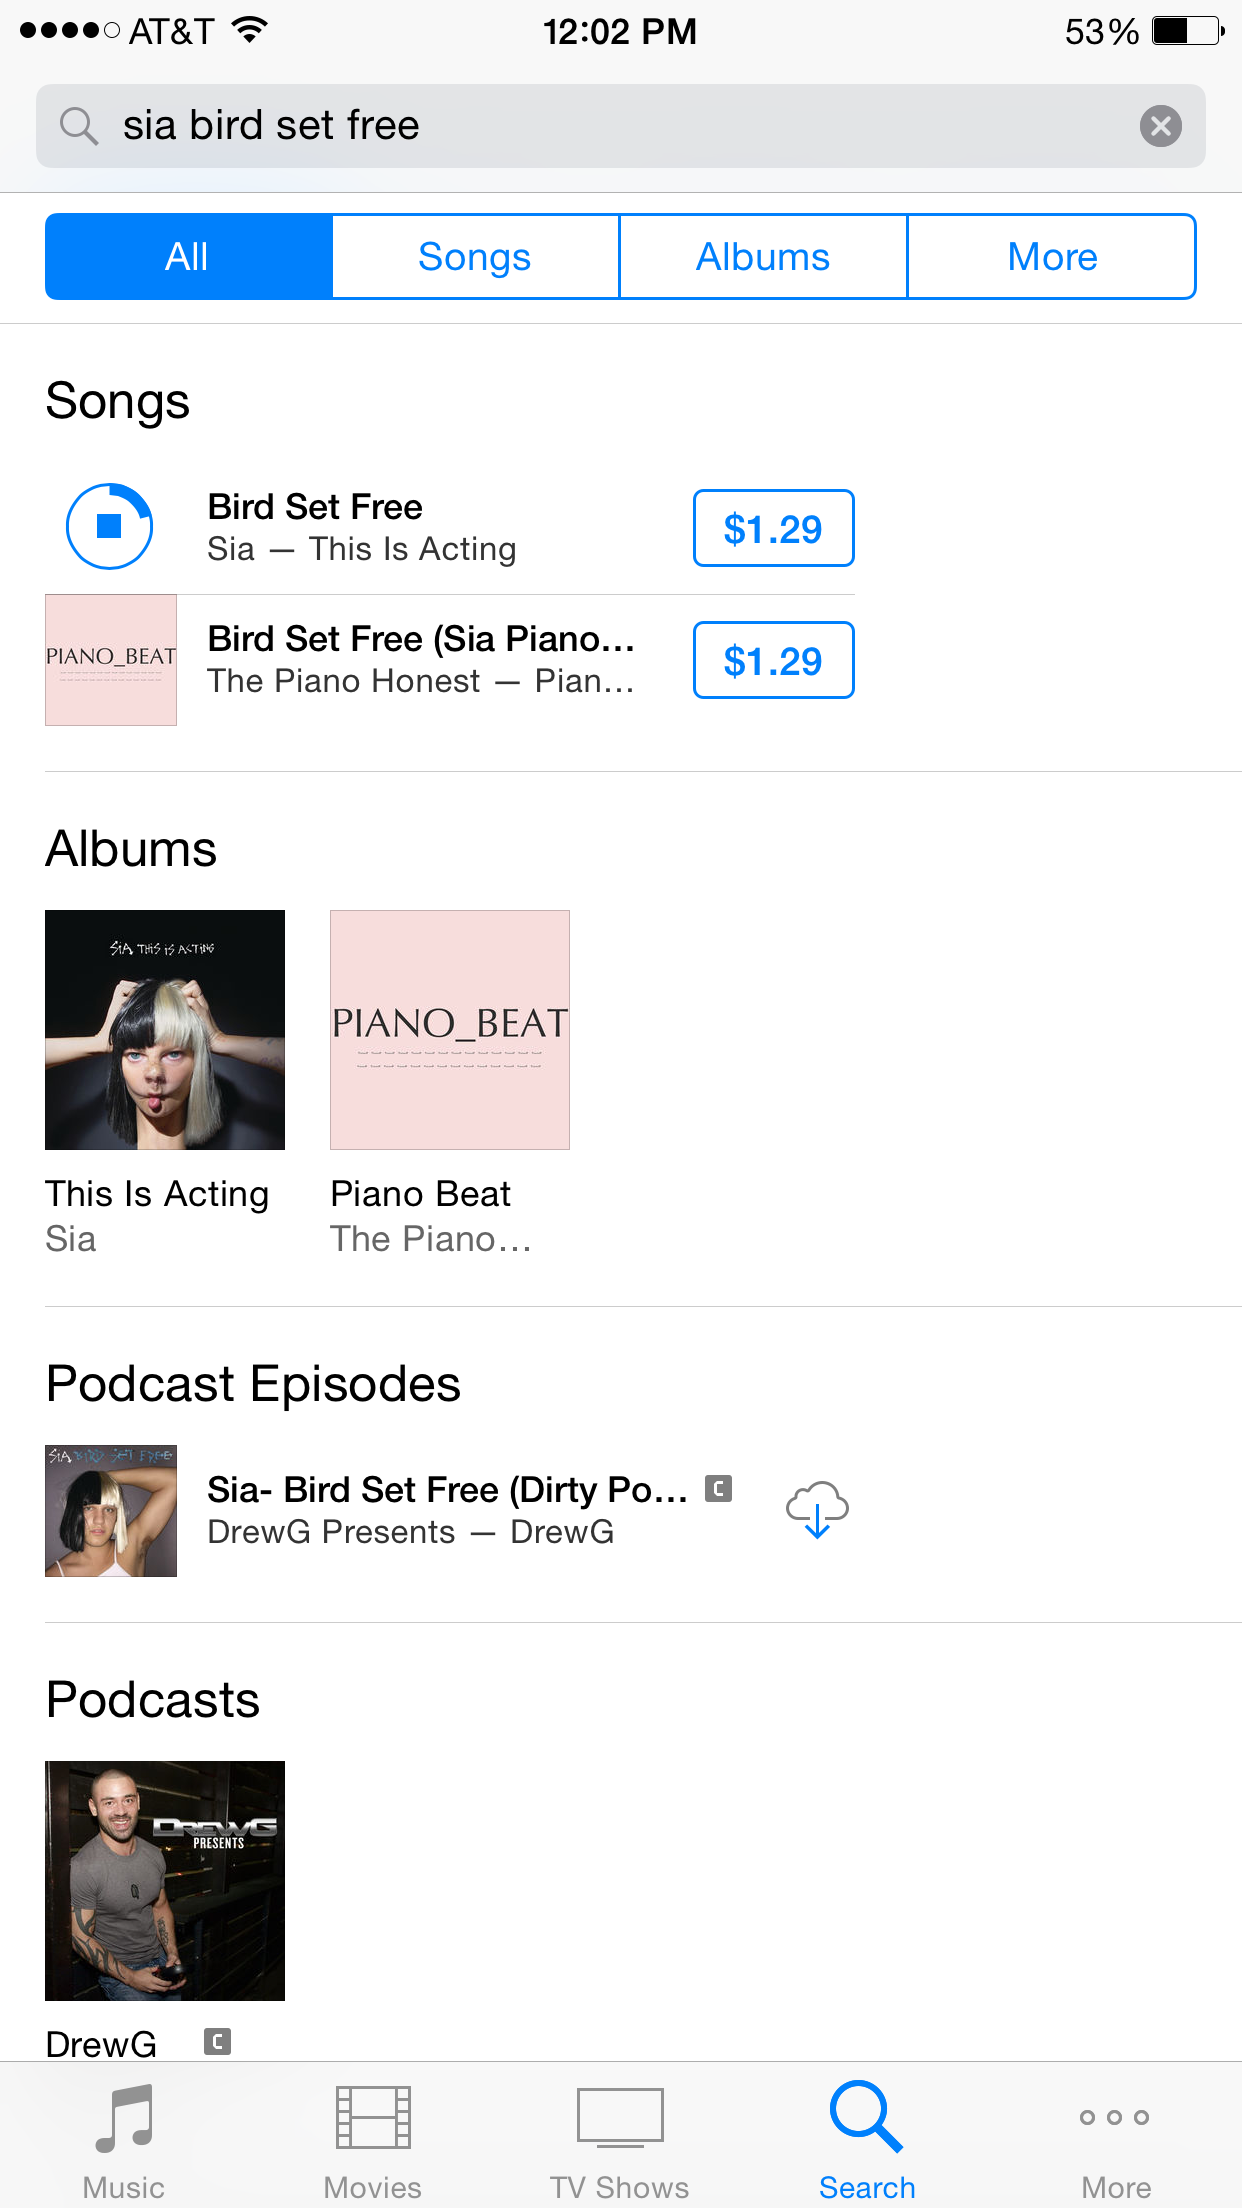 AT&T 12:02 PM 53%
sia bird set free
All Songs Albums More
Songs
Bird Set Free
Sia — This Is Acting
$1.29
PIANO_BEAT
Bird Set Free (Sia Piano...
The Piano Honest — Pian...
$1.29
Albums
SiA THiS iS ACTiNG
PIANO_BEAT
This Is Acting
Sia
Piano Beat
The Piano...
Podcast Episodes
SiA BIRD SET FREE
Sia- Bird Set Free (Dirty Po... C
DrewG Presents — DrewG
Podcasts
DREWG
PRESENTS
DrewG C
Music Movies TV Shows Search More